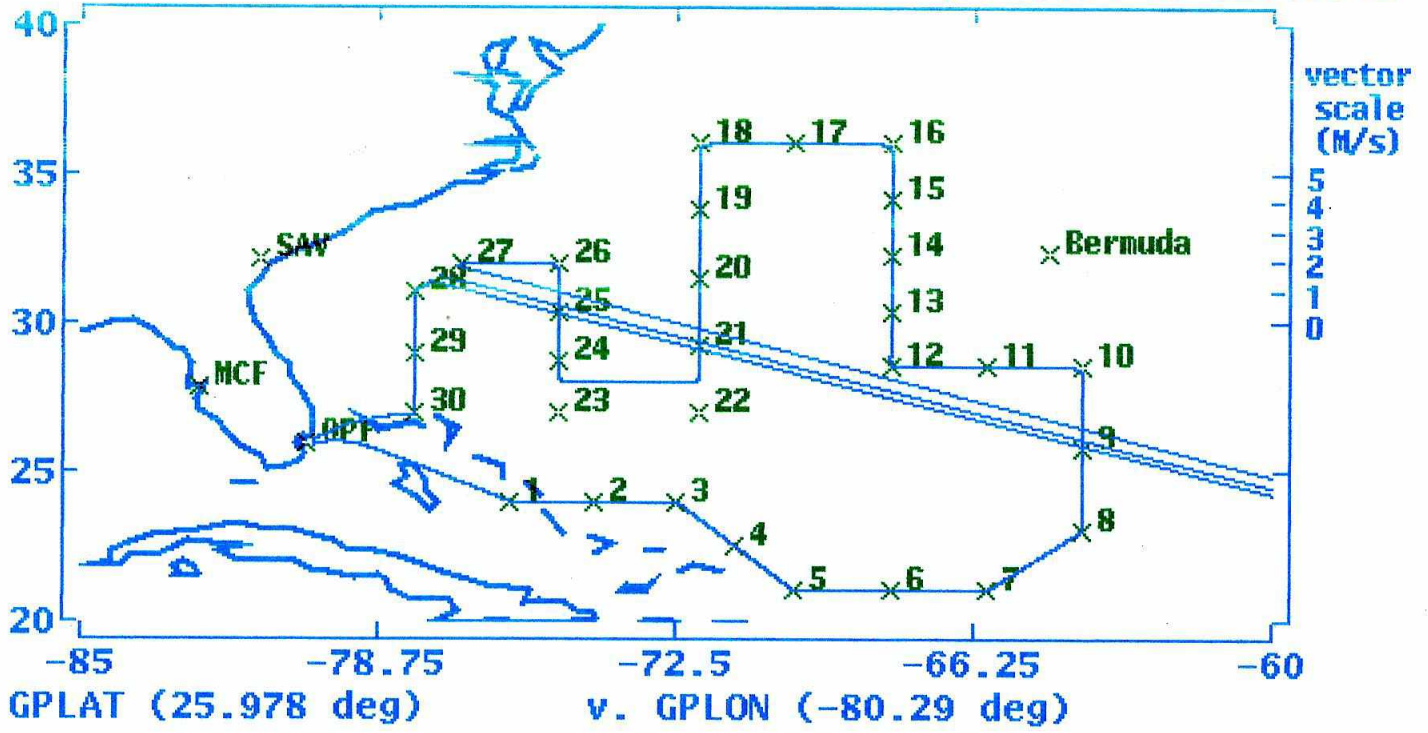 40
vector
scale
(M/s)
18 17 16
35
5
19 15
4
SAV
27 26 14 Bermuda
3
28 20
2
25 13
1
30
0
29 24 21 12 11 10
MCF
30 23 22
OPF
9
25
1 2 3
8
4
5 6 7
20
-85 -78.75 -72.5 -66.25 -60
GPLAT (25.978 deg) v. GPLON (-80.29 deg)